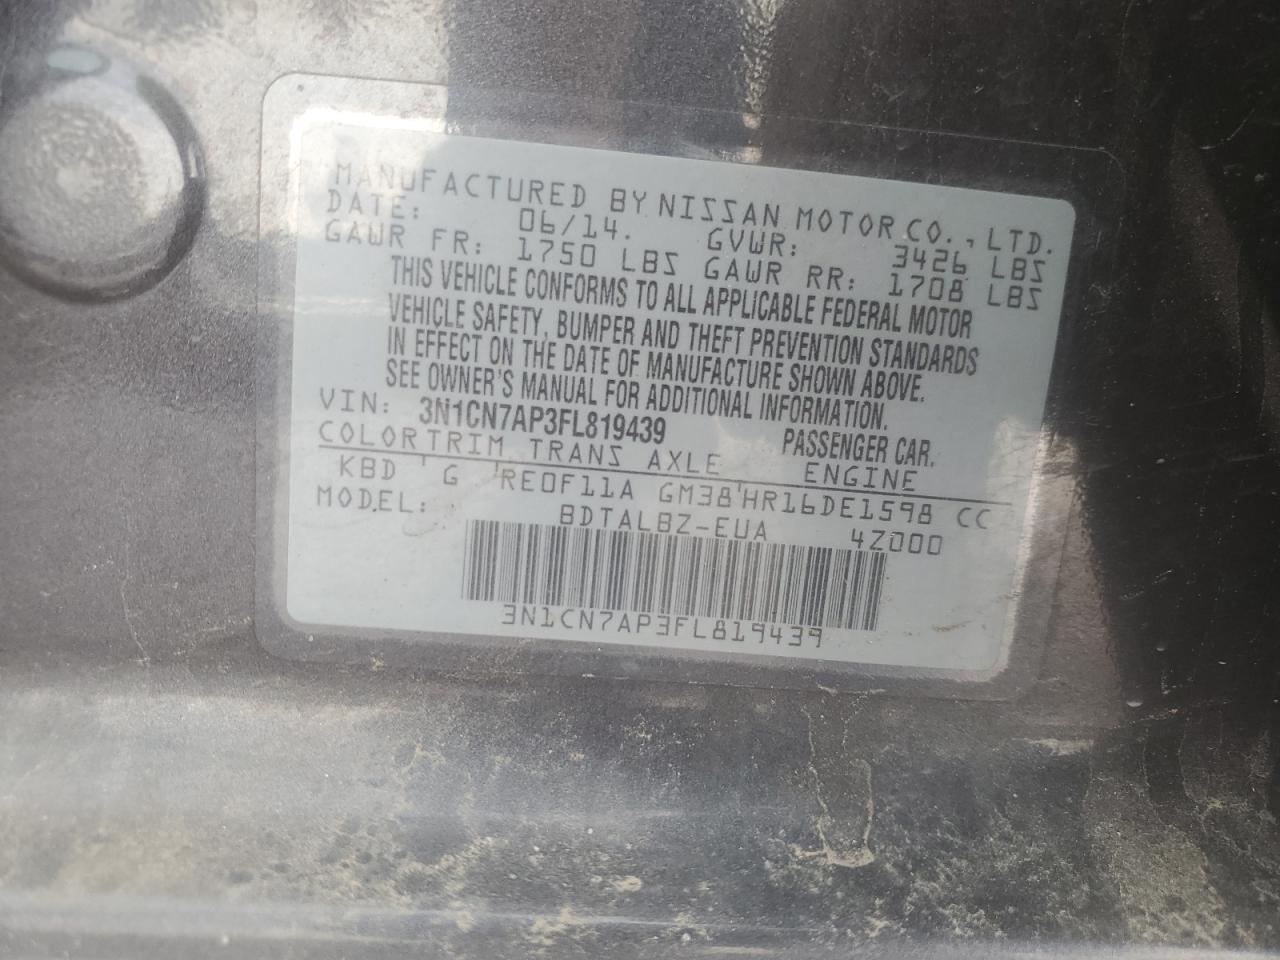 MANUFACTURED BY NISSAN MOTOR CO., LTD.
DATE: 06/14. GVWR: 3426 LBS
GAWR FR: 1750 LBS GAWR RR: 1708 LBS
THIS VEHICLE CONFORMS TO ALL APPLICABLE FEDERAL MOTOR
VEHICLE SAFETY, BUMPER AND THEFT PREVENTION STANDARDS
IN EFFECT ON THE DATE OF MANUFACTURE SHOWN ABOVE.
SEE OWNER'S MANUAL FOR ADDITIONAL INFORMATION.
VIN: 3N1CN7AP3FL819439 PASSENGER CAR.
COLOR TRIM TRANS AXLE ENGINE
KBD G RE0F11A GM38 HR16DE1598 CC
MODEL: BDTALBZ-EUA 4Z000
3N1CN7AP3FL819439